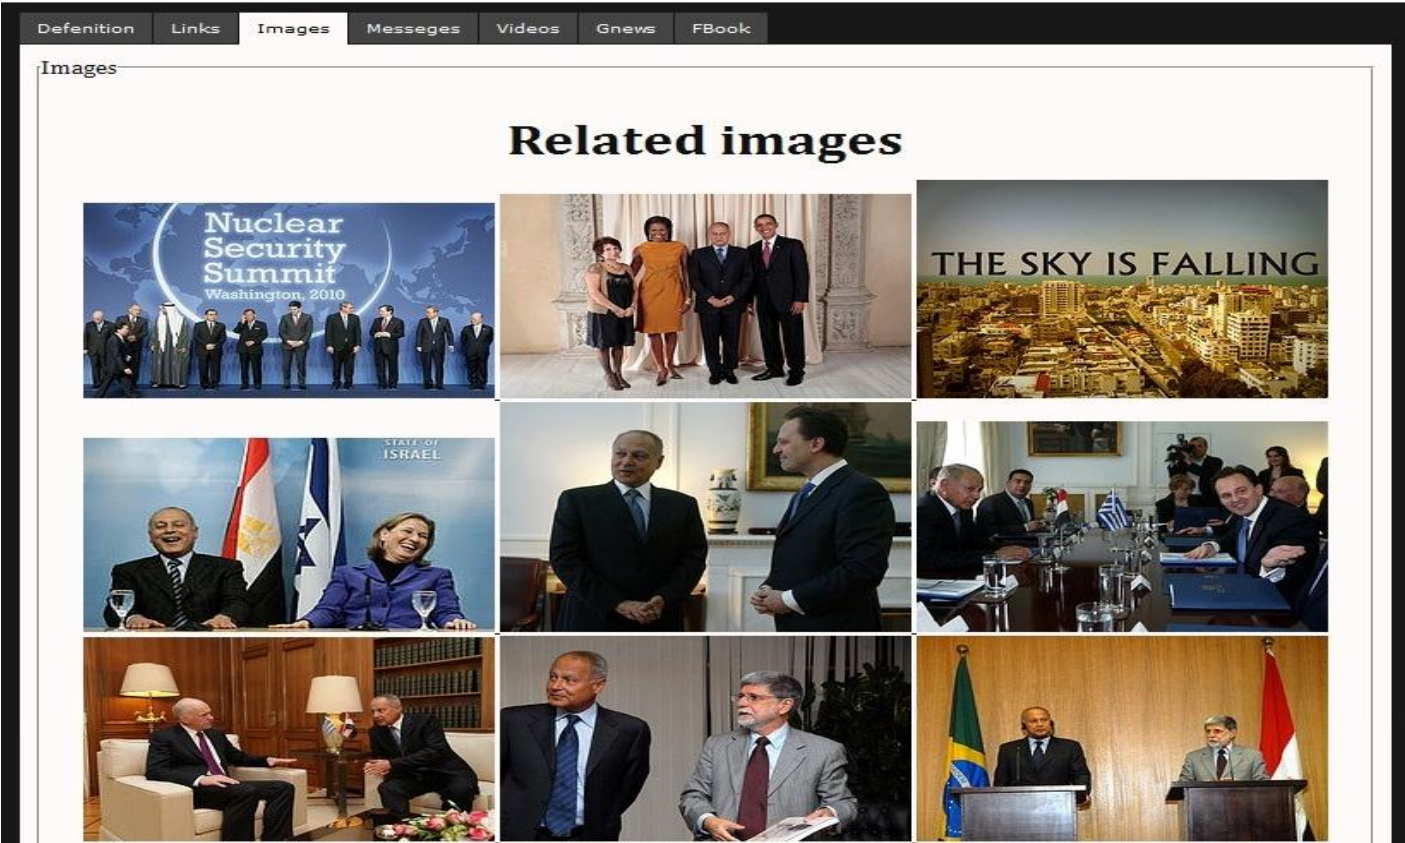 Defenition Links Images Messeges Videos Gnews FBook
Images
Related images
Nuclear
Security
Summit
Washington, 2010
THE SKY IS FALLING
STATE OF
ISRAEL